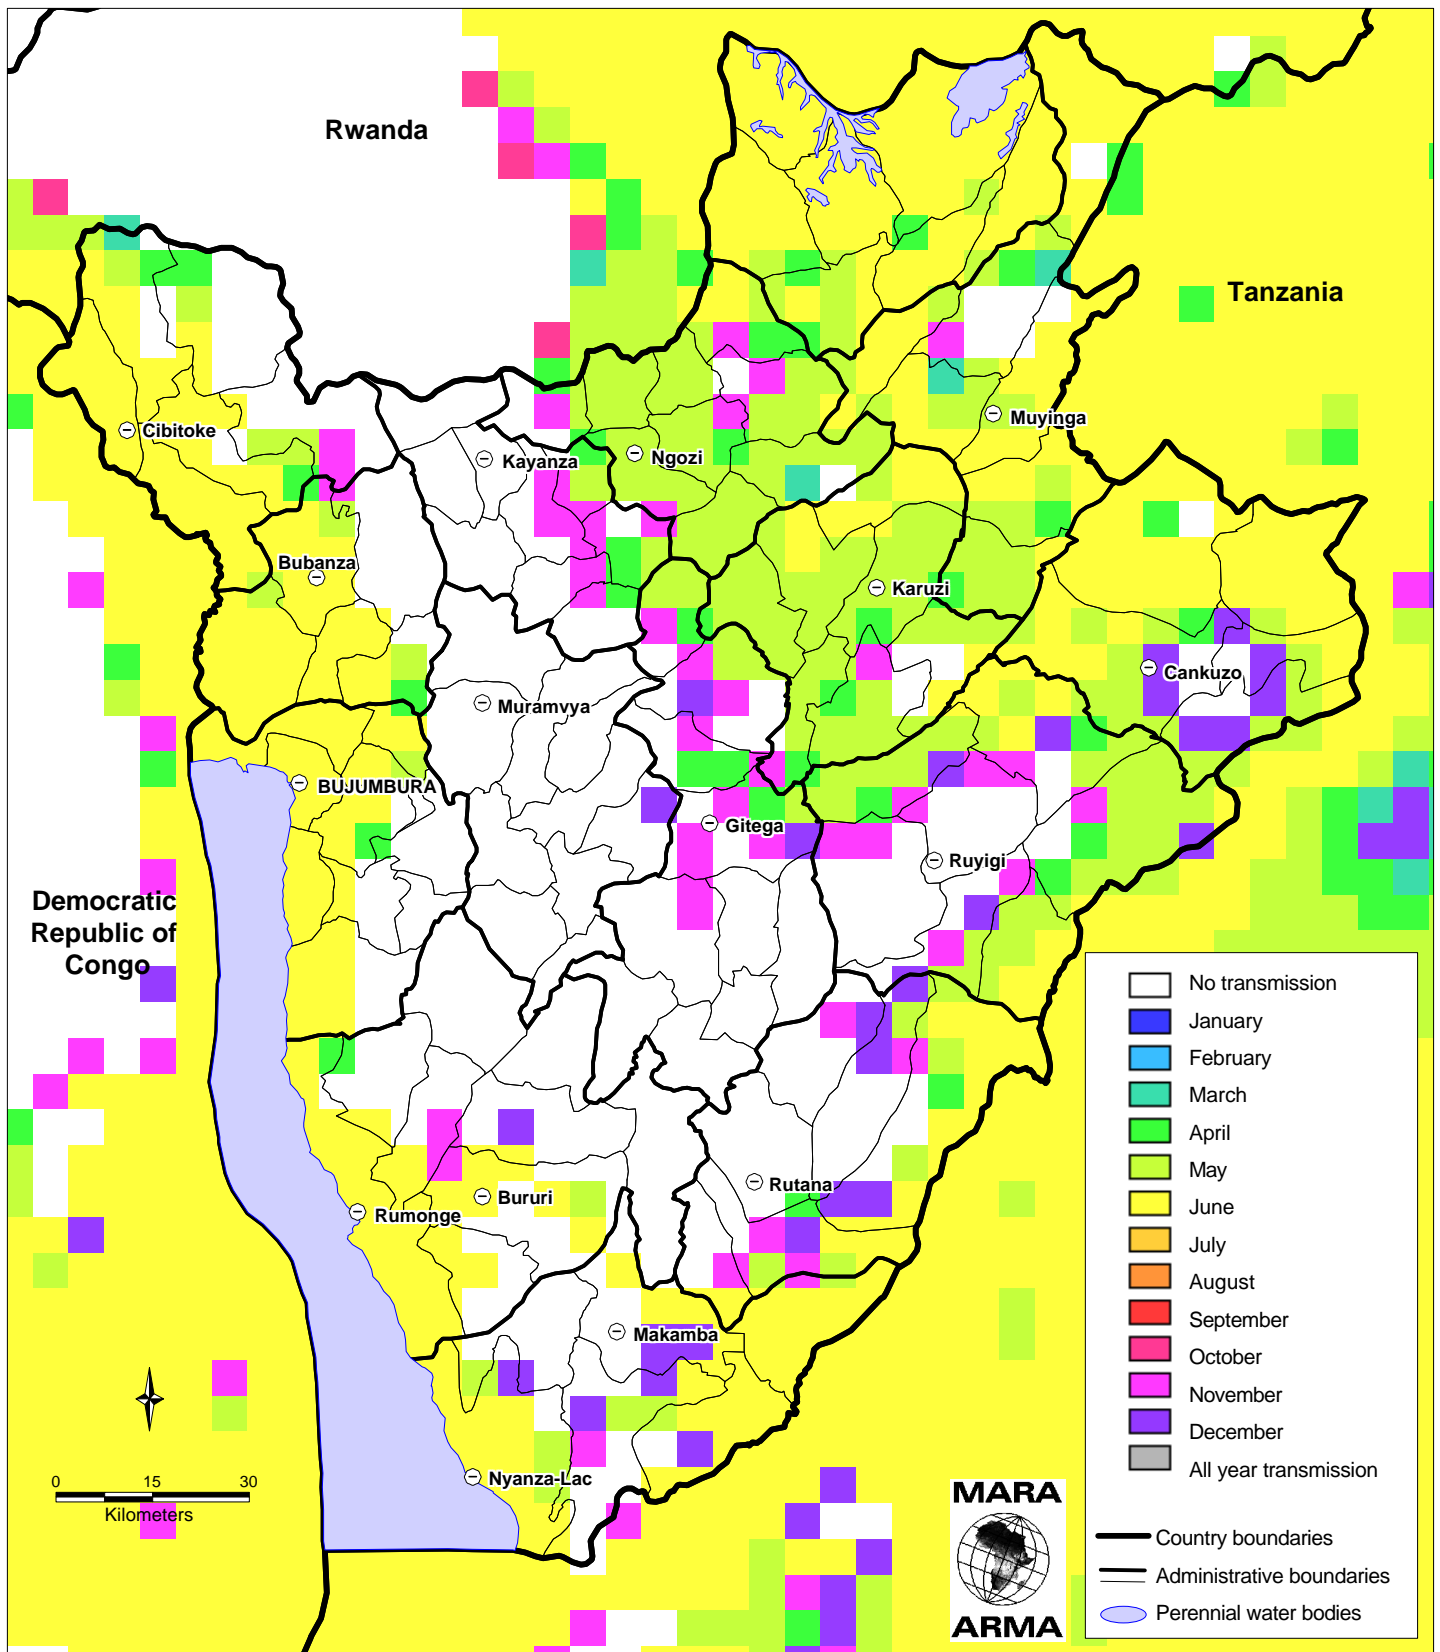 Rwanda
Tanzania
Cibitoke
Muyinga
Kayanza
Ngozi
Bubanza
Karuzi
Cankuzo
Muramvya
BUJUMBURA
Gitega
Ruyigi
Democratic
Republic of
Congo
Rutana
Bururi
Rumonge
Makamba
Nyanza-Lac
0 15 30
Kilometers
No transmission
January
February
March
April
May
June
July
August
September
October
November
December
All year transmission
Country boundaries
Administrative boundaries
Perennial water bodies
MARA
ARMA